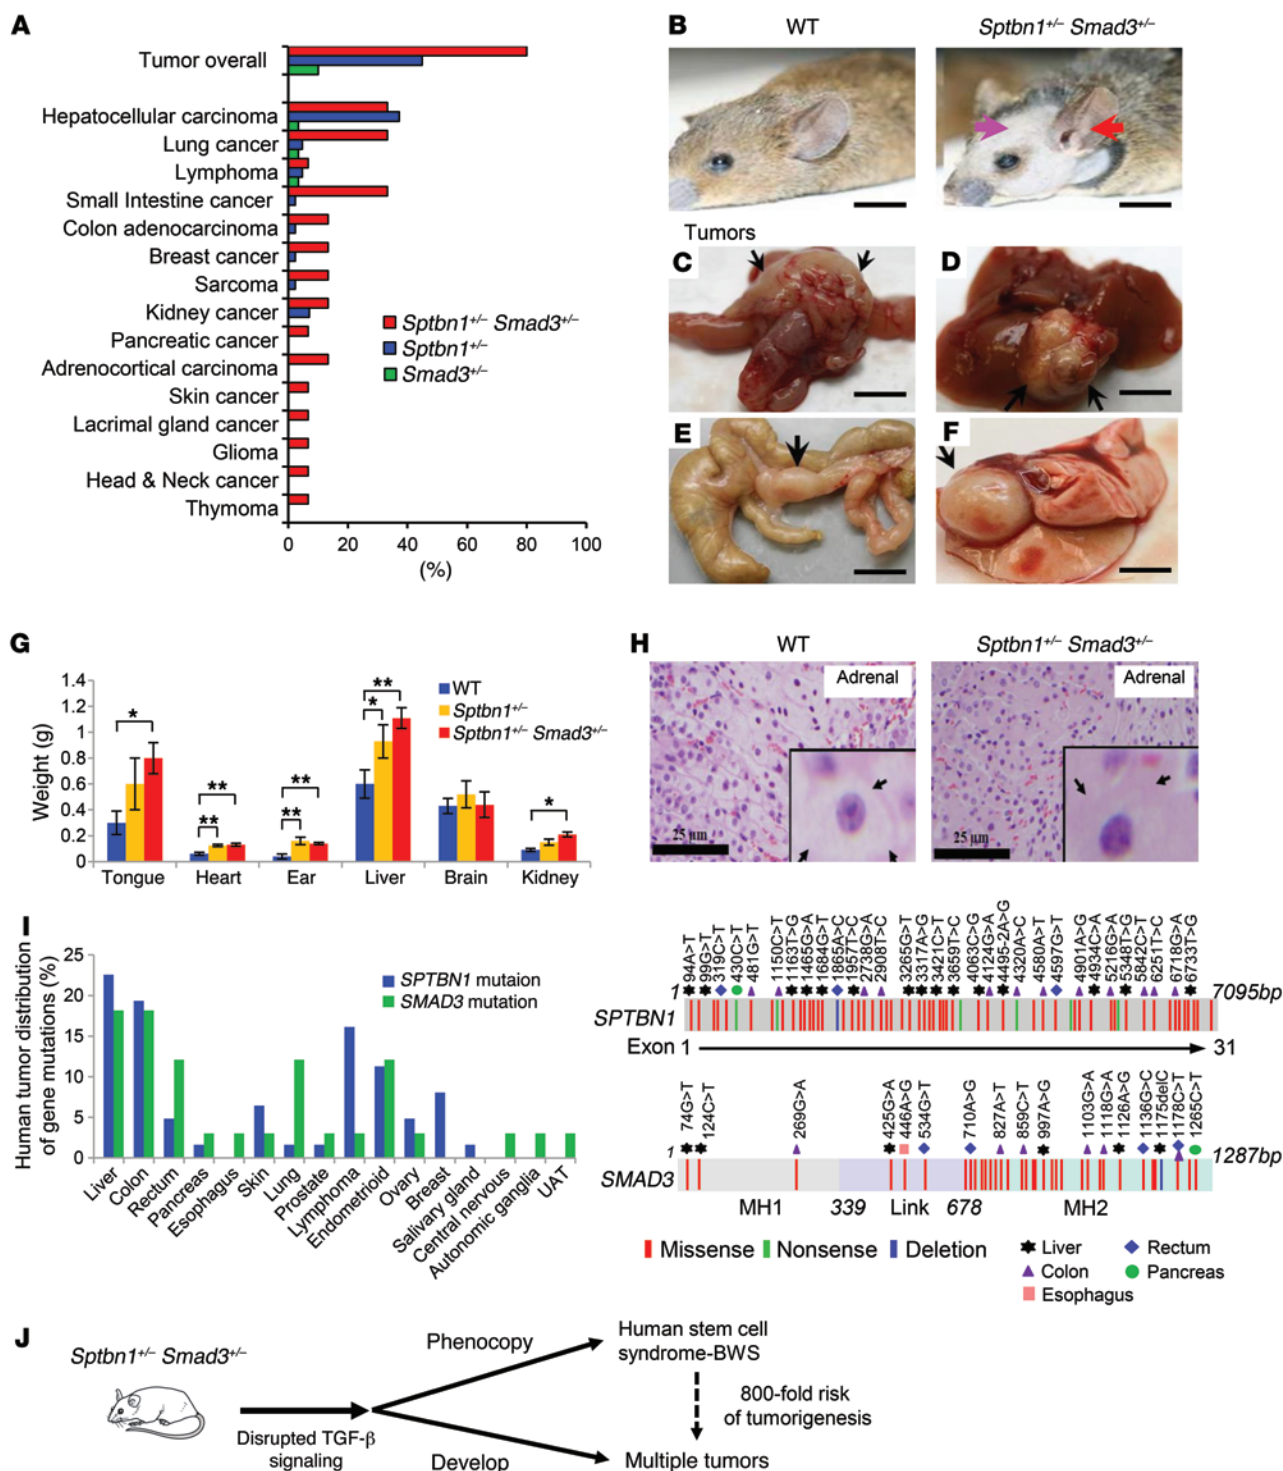 A
Tumor overall
Hepatocellular carcinoma
Lung cancer
Lymphoma
Small Intestine cancer
Colon adenocarcinoma
Breast cancer
Sarcoma
Kidney cancer
Pancreatic cancer
Adrenocortical carcinoma
Skin cancer
Lacrimal gland cancer
Glioma
Head & Neck cancer
Thymoma
Sptbn1+/– Smad3+/–
Sptbn1+/–
Smad3+/–
0 20 40 60 80 100
(%)
B
WT
Sptbn1+/– Smad3+/–
Tumors
C
D
E
F
G
Weight (g)
1.4
1.2
1
0.8
0.6
0.4
0.2
0
* ** ** ** ** * ** *
WT
Sptbn1+/–
Sptbn1+/– Smad3+/–
Tongue Heart Ear Liver Brain Kidney
H
WT
Sptbn1+/– Smad3+/–
Adrenal
25 μm
Adrenal
25 μm
I
Human tumor distribution
of gene mutations (%)
25
20
15
10
5
0
SPTBN1 mutaion
SMAD3 mutation
Liver
Colon
Rectum
Pancreas
Esophagus
Skin
Lung
Prostate
Lymphoma
Endometrioid
Ovary
Breast
Salivary gland
Central nervous
Autonomic ganglia
UAT
94A>T
99G>T
319C>T
430C>T
481G>T
1150C>T
1163T>G
1465G>A
1684G>T
1865A>C
1957T>C
2738G>A
2908T>C
3265G>T
3317A>G
3421C>T
3659T>C
4063C>G
4124G>A
4495-2A>G
4320A>C
4580A>T
4597G>T
4901A>G
4934C>A
5216G>A
5348T>G
5842C>T
6251T>C
6718G>A
6733T>G
1
7095bp
SPTBN1
Exon 1
31
74G>T
124C>T
269G>A
425G>A
446A>G
534G>T
710A>G
827A>T
859C>T
997A>G
1103G>A
1118G>A
1126A>G
1136G>C
1175delC
1178C>T
1265C>T
1
1287bp
SMAD3
MH1 339 Link 678 MH2
Missense Nonsense Deletion
Liver
Rectum
Colon
Pancreas
Esophagus
J
Sptbn1+/– Smad3+/–
Disrupted TGF-β
signaling
Phenocopy
Develop
Human stem cell
syndrome-BWS
800-fold risk
of tumorigenesis
Multiple tumors